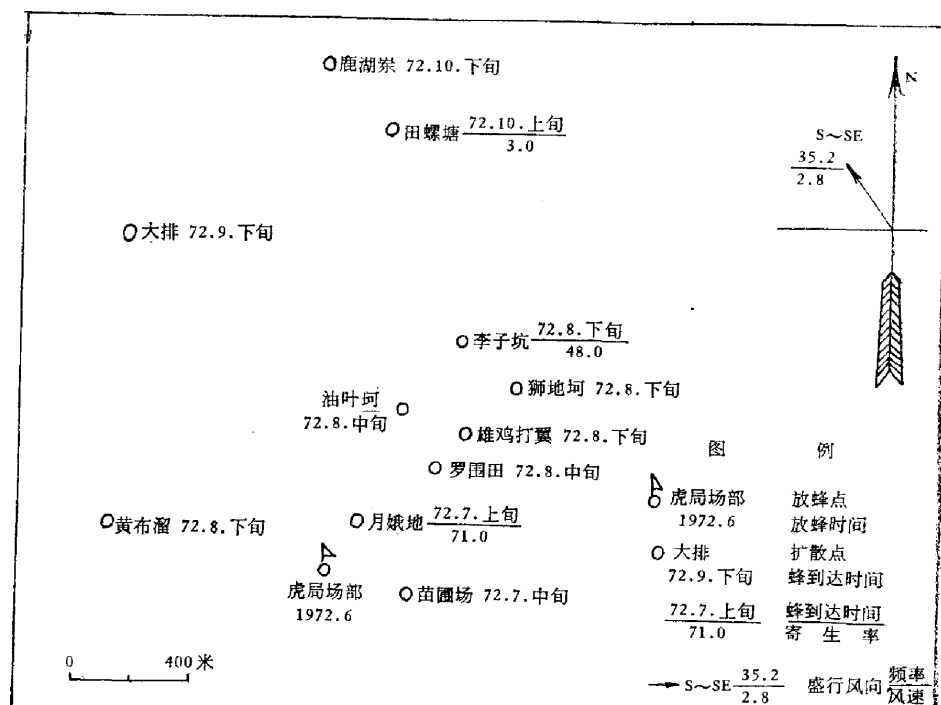 鹿湖岽 72.10.下旬
N
田螺塘 72.10.上旬
3.0
S～SE
35.2
2.8
大排 72.9.下旬
李子坑 72.8.下旬
48.0
狮地坷 72.8.下旬
油叶坷
72.8.中旬
雄鸡打翼 72.8.下旬
图 例
罗围田 72.8.中旬
虎局场部 放蜂点
1972.6 放蜂时间
黄布溜 72.8.下旬
月娥地 72.7.上旬
71.0
大排 扩散点
72.9.下旬 蜂到达时间
虎局场部
1972.6
苗圃场 72.7.中旬
72.7.上旬 蜂到达时间
71.0 寄生率
0 400米
S～SE 35.2 盛行风向 频率
2.8 风速